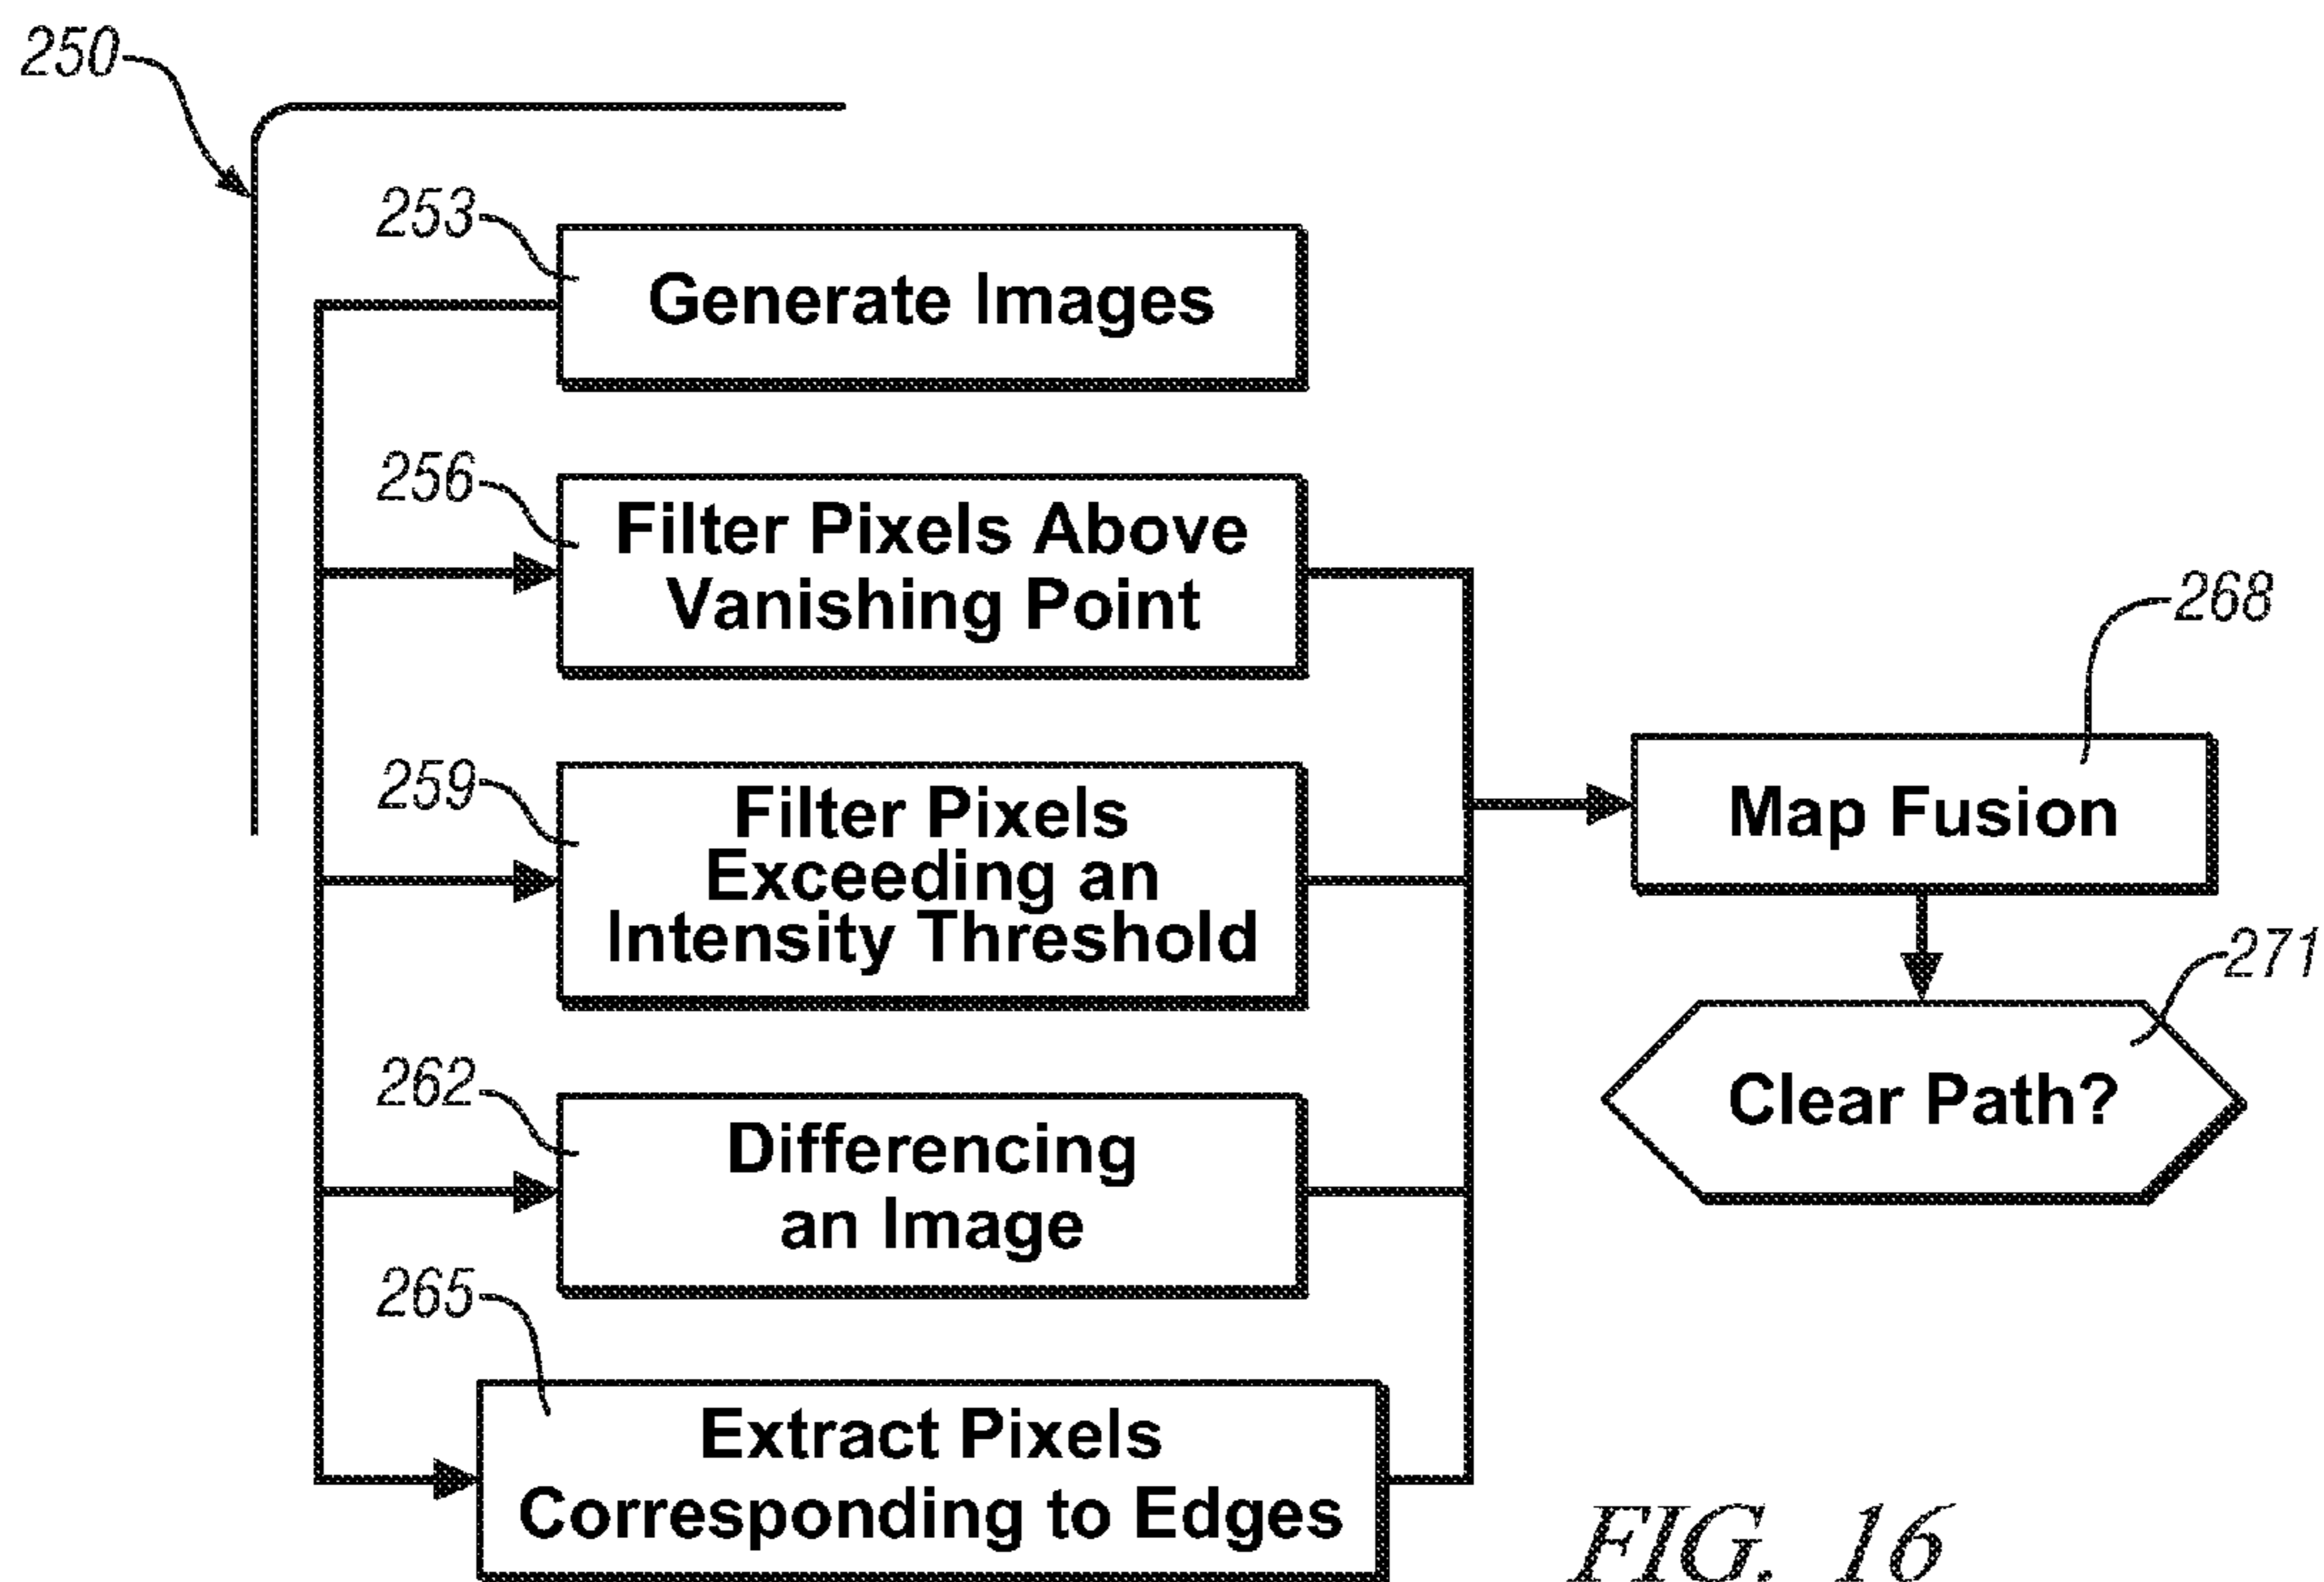 250
253
Generate Images
256
Filter Pixels Above
Vanishing Point
259
Filter Pixels
Exceeding an
Intensity Threshold
262
Differencing
an Image
265
Extract Pixels
Corresponding to Edges
268
Map Fusion
271
Clear Path?
FIG. 16